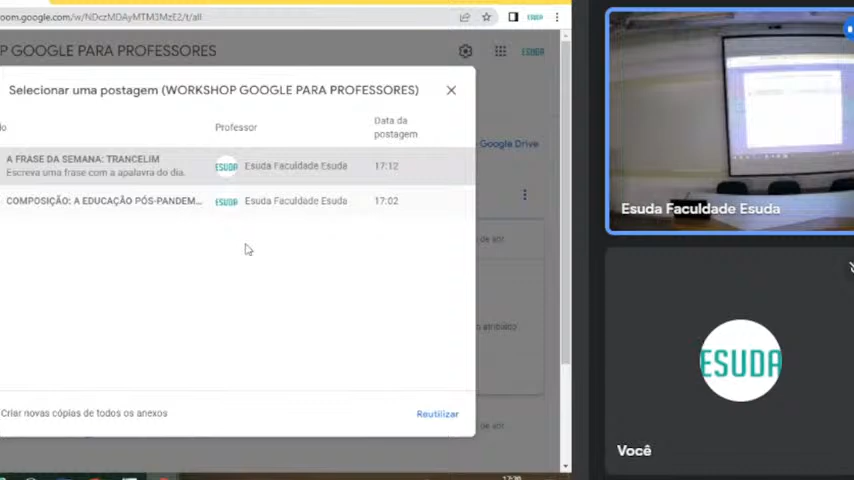 oom.google.com/w/NDczMDAyMTM3MzE2/t/all
P GOOGLE PARA PROFESSORES
ESUDA
Selecionar uma postagem (WORKSHOP GOOGLE PARA PROFESSORES)
lo
Professor
Data da
postagem
Google Drive
A FRASE DA SEMANA: TRANCELIM
Escreva uma frase com a apalavra do dia.
ESUDA
Esuda Faculdade Esuda
17:12
COMPOSIÇÃO: A EDUCAÇÃO PÓS-PANDEM...
ESUDA
Esuda Faculdade Esuda
17:02
Criar novas cópias de todos os anexos
Reutilizar
Esuda Faculdade Esuda
ESUDA
Você